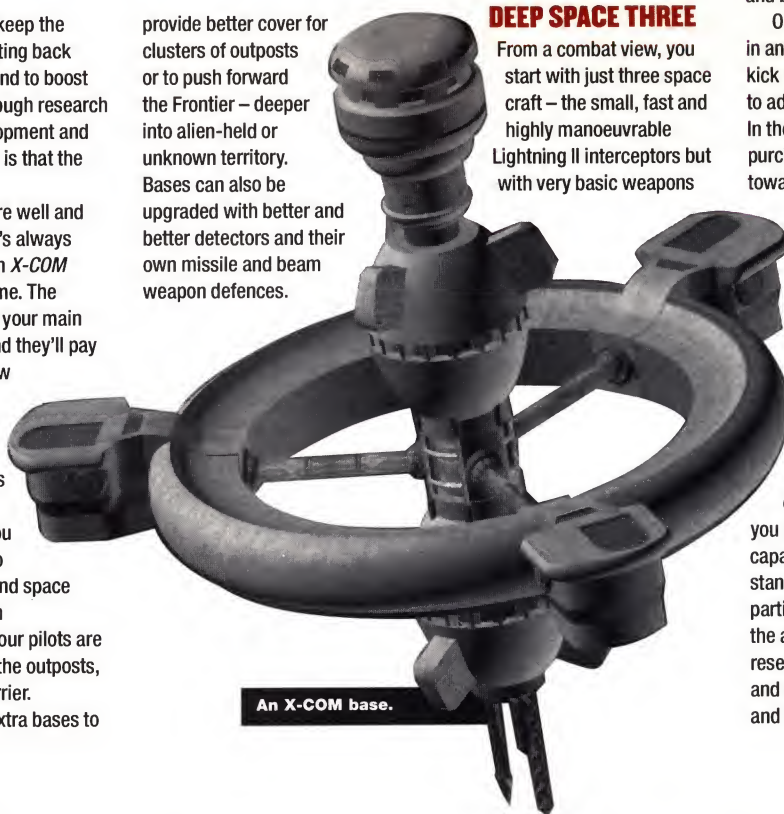 keep the
ting back
nd to boost
ough research
opment and
is that the
re well and
's always
n X-COM
me. The
your main
nd they'll pay
w
s
ou
o
nd space
n
our pilots are
the outposts,
rier.
xtra bases to
provide better cover for
clusters of outposts
or to push forward
the Frontier – deeper
into alien-held or
unknown territory.
Bases can also be
upgraded with better and
better detectors and their
own missile and beam
weapon defences.
An X-COM base.
DEEP SPACE THREE
From a combat view, you
start with just three space
craft – the small, fast and
highly manoeuvrable
Lightning II interceptors but
with very basic weapons
O
in an
kick
to ad
In the
purc
towa
you
capa
stan
parti
the a
rese
and
and